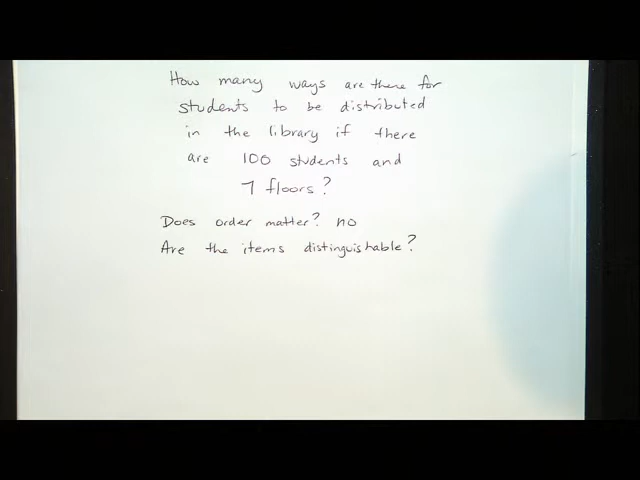 How many ways are there for
students to be distributed
in the library if there
are 100 students and
7 floors?
Does order matter? no
Are the items distinguishable?